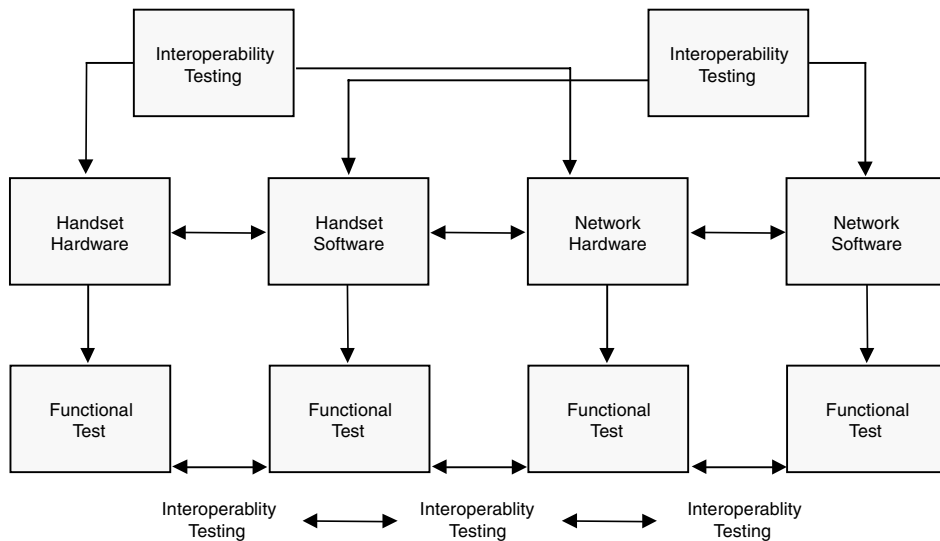 Interoperability
Testing
Interoperability
Testing
Handset
Hardware
Handset
Software
Network
Hardware
Network
Software
Functional
Test
Functional
Test
Functional
Test
Functional
Test
Interoperablity
Testing
Interoperablity
Testing
Interoperablity
Testing